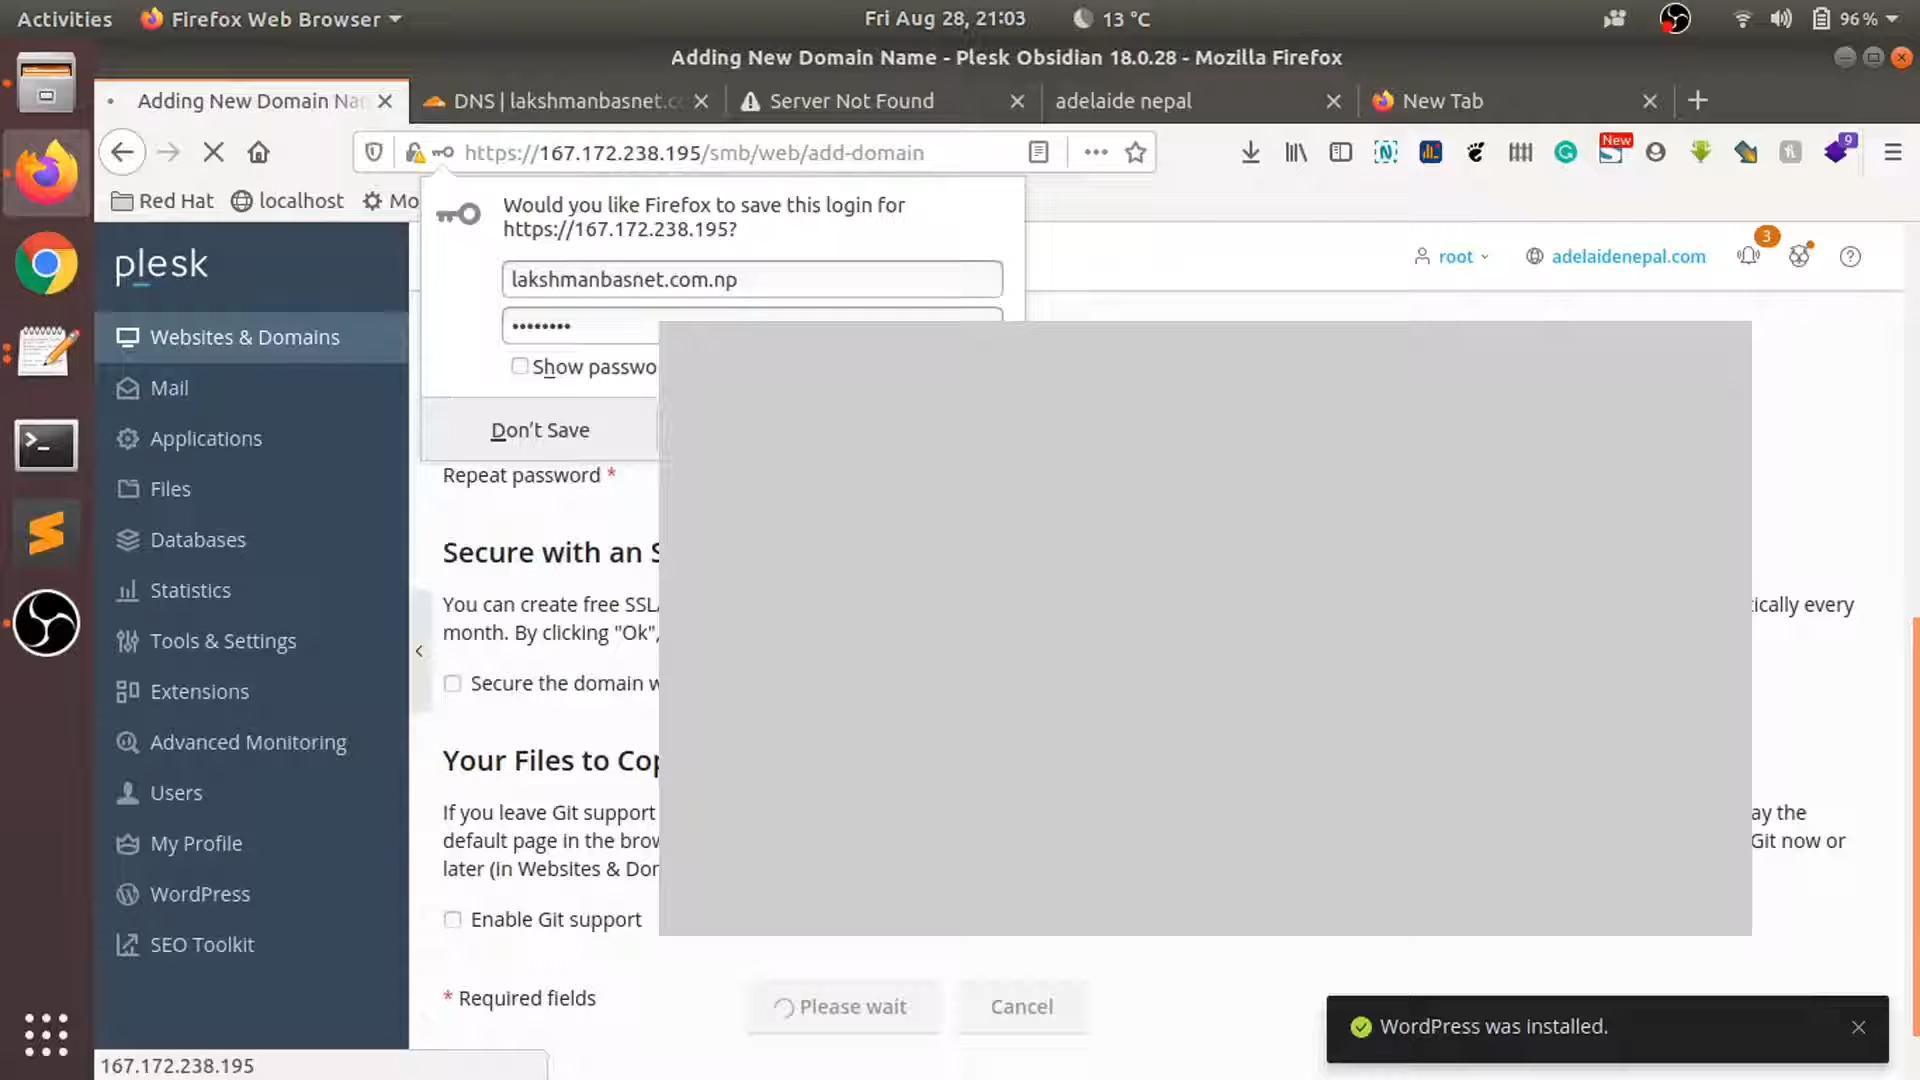 Activities
Firefox Web Browser
Fri Aug 28, 21:03
13 °C
96 %
Adding New Domain Name - Plesk Obsidian 18.0.28 - Mozilla Firefox
Adding New Domain Na
DNS | lakshmanbasnet.c
Server Not Found
adelaide nepal
New Tab
https://167.172.238.195/smb/web/add-domain
New
9
Red Hat
localhost
Mo
Would you like Firefox to save this login for
https://167.172.238.195?
lakshmanbasnet.com.np
••••••••
Show passwo
Don't Save
plesk
root
adelaidenepal.com
3
Websites & Domains
Mail
Applications
Files
Databases
Statistics
Tools & Settings
Extensions
Advanced Monitoring
Users
My Profile
WordPress
SEO Toolkit
Repeat password *
Secure with an S
You can create free SSL/ ically every
month. By clicking "Ok",
Secure the domain w
Your Files to Cop
If you leave Git support ay the
default page in the brow Git now or
later (in Websites & Dor
Enable Git support
* Required fields
Please wait
Cancel
WordPress was installed.
167.172.238.195